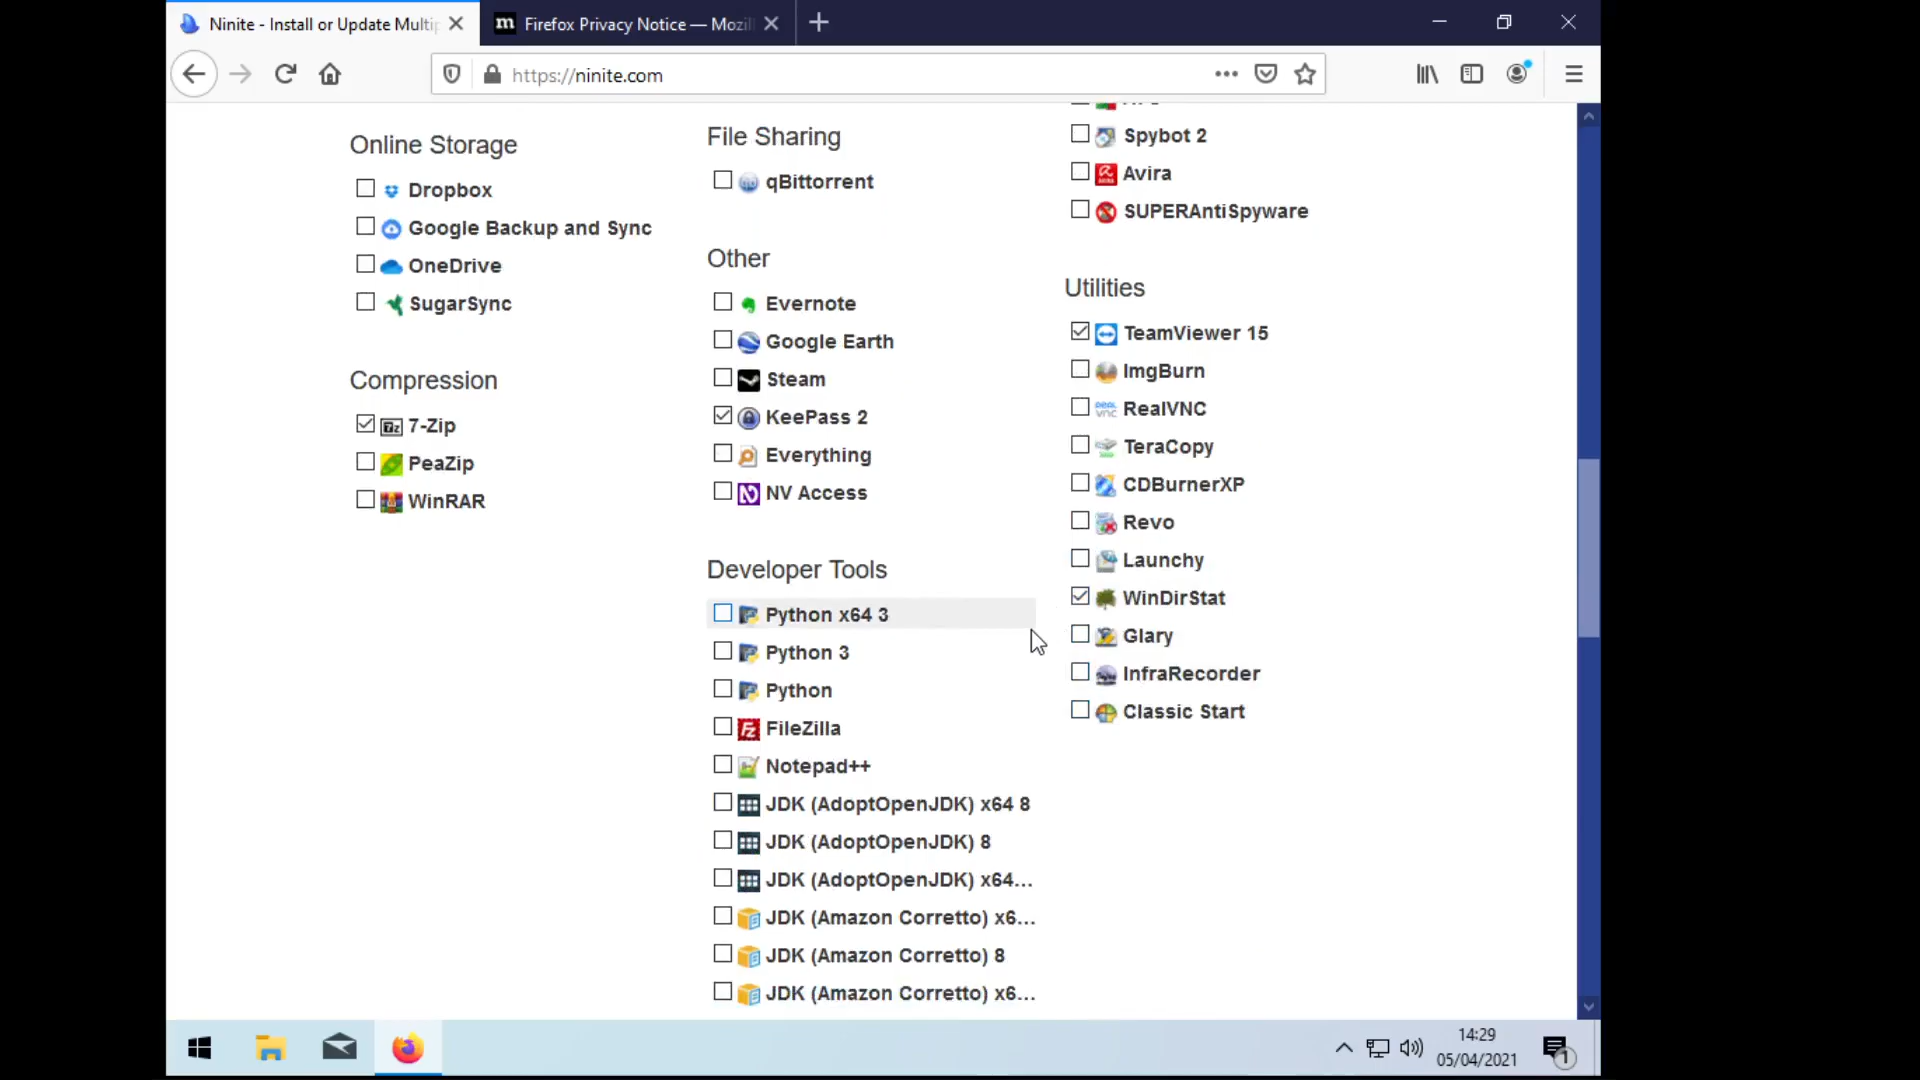 Ninite - Install or Update Multip
Firefox Privacy Notice — Mozil
https://ninite.com
Online Storage
Dropbox
Google Backup and Sync
OneDrive
SugarSync
Compression
7-Zip
PeaZip
WinRAR
File Sharing
qBittorrent
Other
Evernote
Google Earth
Steam
KeePass 2
Everything
NV Access
Developer Tools
Python x64 3
Python 3
Python
FileZilla
Notepad++
JDK (AdoptOpenJDK) x64 8
JDK (AdoptOpenJDK) 8
JDK (AdoptOpenJDK) x64...
JDK (Amazon Corretto) x6...
JDK (Amazon Corretto) 8
JDK (Amazon Corretto) x6...
Spybot 2
Avira
SUPERAntiSpyware
Utilities
TeamViewer 15
ImgBurn
RealVNC
TeraCopy
CDBurnerXP
Revo
Launchy
WinDirStat
Glary
InfraRecorder
Classic Start
14:29
05/04/2021
1